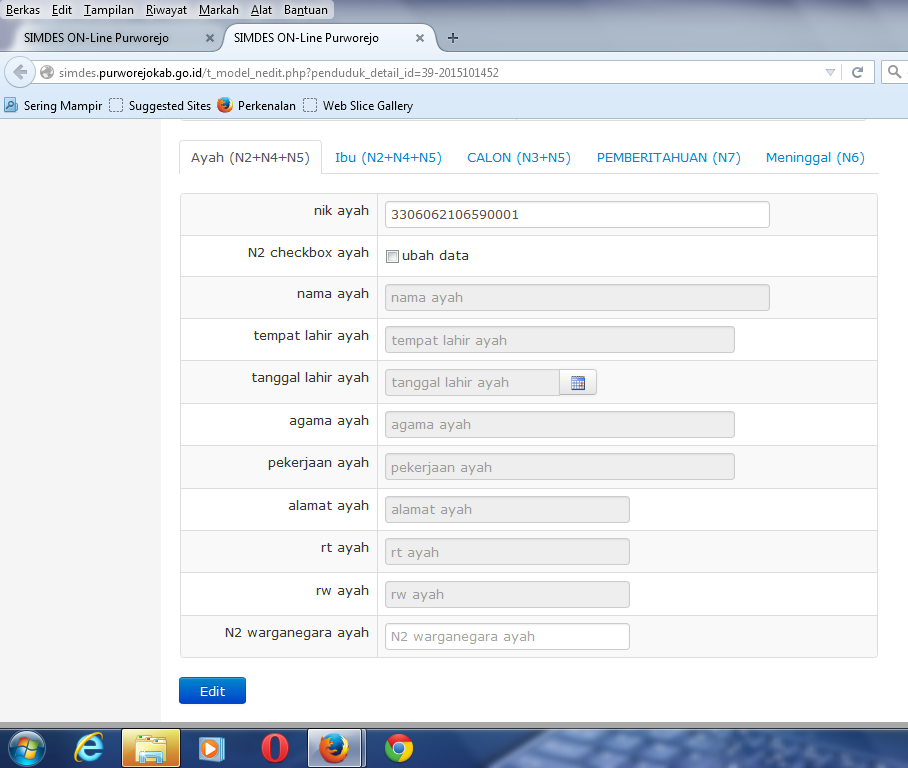 Berkas Edit Tampilan Riwayat Markah Alat Bantuan
SIMDES ON-Line Purworejo × SIMDES ON-Line Purworejo × +
simdes.purworejokab.go.id/t_model_nedit.php?penduduk_detail_id=39-2015101452
Sering Mampir Suggested Sites Perkenalan Web Slice Gallery
Ayah (N2+N4+N5) Ibu (N2+N4+N5) CALON (N3+N5) PEMBERITAHUAN (N7) Meninggal (N6)
nik ayah 3306062106590001
N2 checkbox ayah ubah data
nama ayah nama ayah
tempat lahir ayah tempat lahir ayah
tanggal lahir ayah tanggal lahir ayah
agama ayah agama ayah
pekerjaan ayah pekerjaan ayah
alamat ayah alamat ayah
rt ayah rt ayah
rw ayah rw ayah
N2 warganegara ayah N2 warganegara ayah
Edit